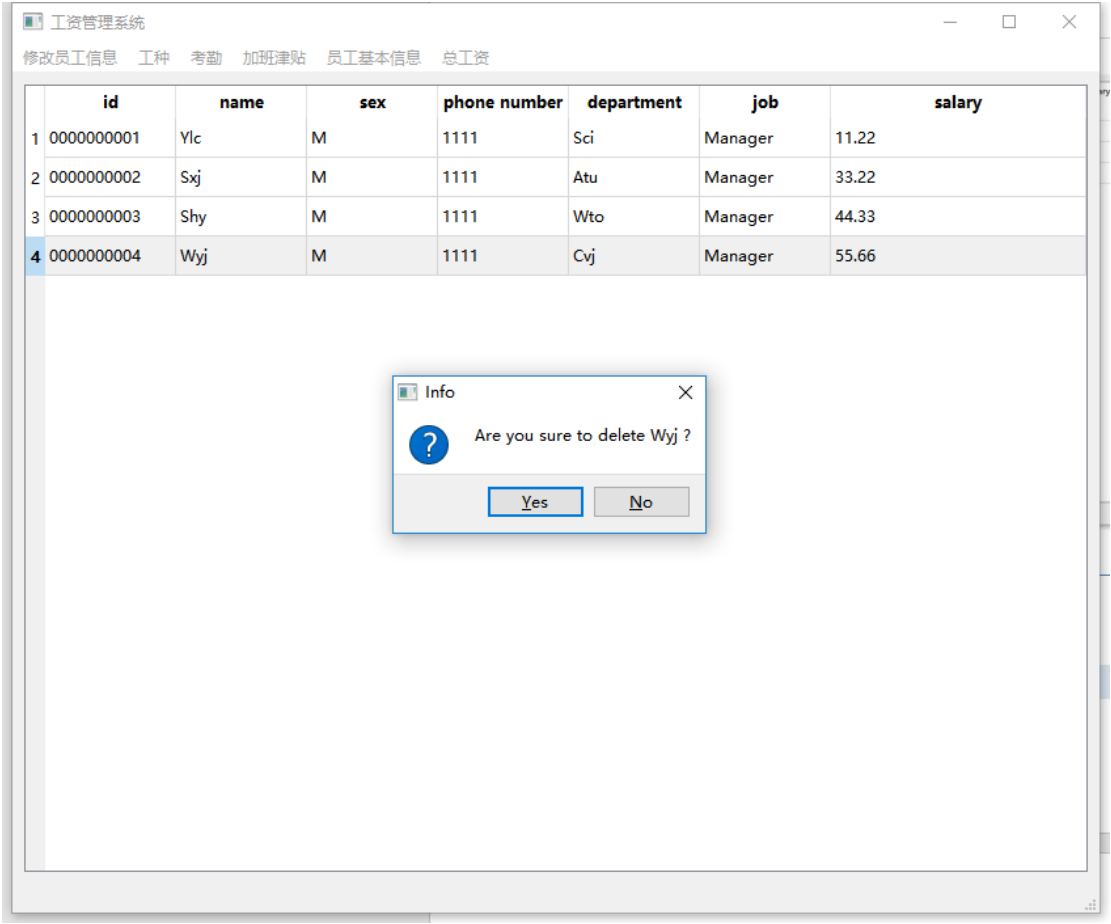 工资管理系统
修改员工信息 工种 考勤 加班津贴 员工基本信息 总工资
id name sex phone number department job salary
1 0000000001 Ylc M 1111 Sci Manager 11.22
2 0000000002 Sxj M 1111 Atu Manager 33.22
3 0000000003 Shy M 1111 Wto Manager 44.33
4 0000000004 Wyj M 1111 Cvj Manager 55.66
Info
Are you sure to delete Wyj ?
Yes No